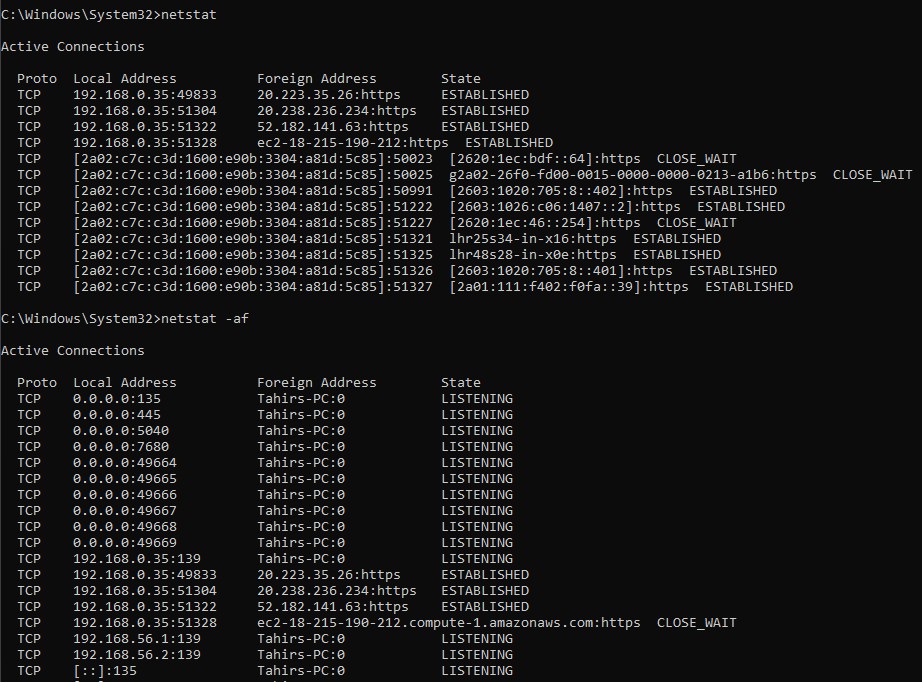 C:\Windows\System32>netstat
Active Connections
Proto  Local Address          Foreign Address        State
TCP    192.168.0.35:49833     20.223.35.26:https     ESTABLISHED
TCP    192.168.0.35:51304     20.238.236.234:https   ESTABLISHED
TCP    192.168.0.35:51322     52.182.141.63:https    ESTABLISHED
TCP    192.168.0.35:51328     ec2-18-215-190-212:https  ESTABLISHED
TCP    [2a02:c7c:c3d:1600:e90b:3304:a81d:5c85]:50023  [2620:1ec:bdf::64]:https  CLOSE_WAIT
TCP    [2a02:c7c:c3d:1600:e90b:3304:a81d:5c85]:50025  g2a02-26f0-fd00-0015-0000-0000-0213-a1b6:https  CLOSE_WAIT
TCP    [2a02:c7c:c3d:1600:e90b:3304:a81d:5c85]:50991  [2603:1020:705:8::402]:https  ESTABLISHED
TCP    [2a02:c7c:c3d:1600:e90b:3304:a81d:5c85]:51222  [2603:1026:c06:1407::2]:https  ESTABLISHED
TCP    [2a02:c7c:c3d:1600:e90b:3304:a81d:5c85]:51227  [2620:1ec:46::254]:https  CLOSE_WAIT
TCP    [2a02:c7c:c3d:1600:e90b:3304:a81d:5c85]:51321  lhr25s34-in-x16:https  ESTABLISHED
TCP    [2a02:c7c:c3d:1600:e90b:3304:a81d:5c85]:51325  lhr48s28-in-x0e:https  ESTABLISHED
TCP    [2a02:c7c:c3d:1600:e90b:3304:a81d:5c85]:51326  [2603:1020:705:8::401]:https  ESTABLISHED
TCP    [2a02:c7c:c3d:1600:e90b:3304:a81d:5c85]:51327  [2a01:111:f402:f0fa::39]:https  ESTABLISHED
C:\Windows\System32>netstat -af
Active Connections
Proto  Local Address          Foreign Address        State
TCP    0.0.0.0:135            Tahirs-PC:0            LISTENING
TCP    0.0.0.0:445            Tahirs-PC:0            LISTENING
TCP    0.0.0.0:5040           Tahirs-PC:0            LISTENING
TCP    0.0.0.0:7680           Tahirs-PC:0            LISTENING
TCP    0.0.0.0:49664          Tahirs-PC:0            LISTENING
TCP    0.0.0.0:49665          Tahirs-PC:0            LISTENING
TCP    0.0.0.0:49666          Tahirs-PC:0            LISTENING
TCP    0.0.0.0:49667          Tahirs-PC:0            LISTENING
TCP    0.0.0.0:49668          Tahirs-PC:0            LISTENING
TCP    0.0.0.0:49669          Tahirs-PC:0            LISTENING
TCP    192.168.0.35:139       Tahirs-PC:0            LISTENING
TCP    192.168.0.35:49833     20.223.35.26:https     ESTABLISHED
TCP    192.168.0.35:51304     20.238.236.234:https   ESTABLISHED
TCP    192.168.0.35:51322     52.182.141.63:https    ESTABLISHED
TCP    192.168.0.35:51328     ec2-18-215-190-212.compute-1.amazonaws.com:https  CLOSE_WAIT
TCP    192.168.56.1:139       Tahirs-PC:0            LISTENING
TCP    192.168.56.2:139       Tahirs-PC:0            LISTENING
TCP    [::]:135               Tahirs-PC:0            LISTENING